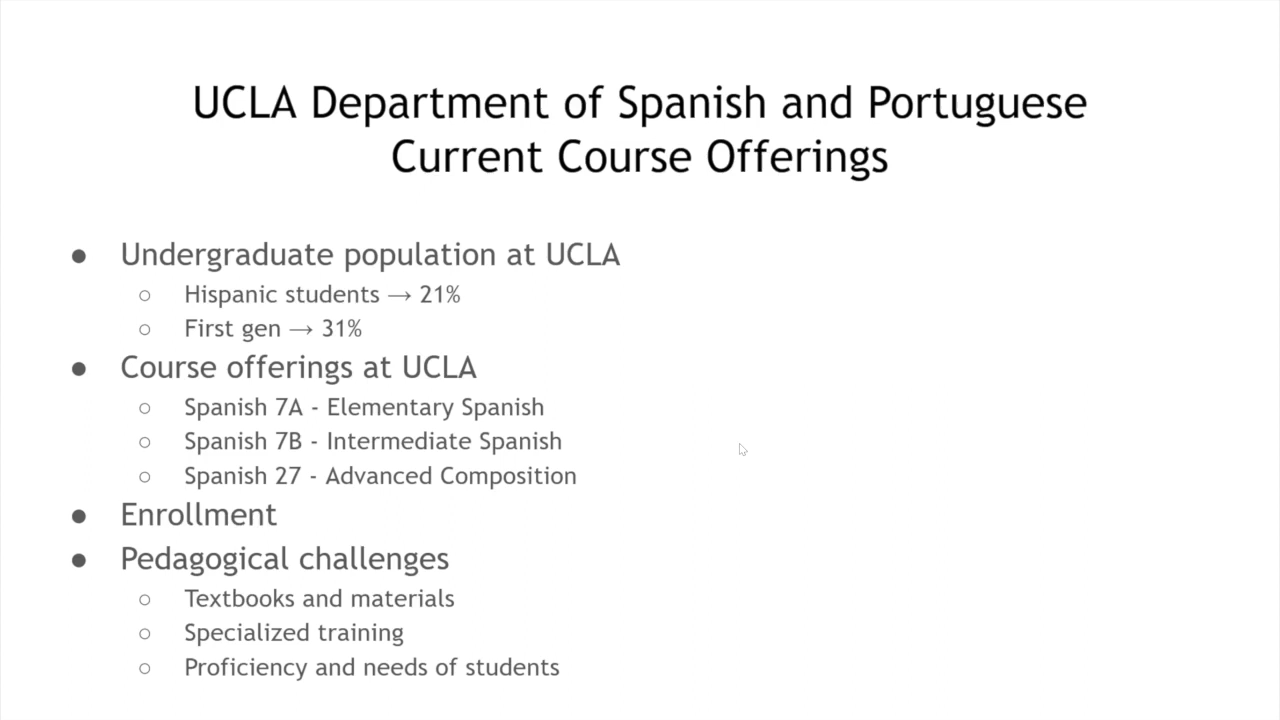 UCLA Department of Spanish and Portuguese
Current Course Offerings
● Undergraduate population at UCLA
○ Hispanic students → 21%
○ First gen → 31%
● Course offerings at UCLA
○ Spanish 7A - Elementary Spanish
○ Spanish 7B - Intermediate Spanish
○ Spanish 27 - Advanced Composition
● Enrollment
● Pedagogical challenges
○ Textbooks and materials
○ Specialized training
○ Proficiency and needs of students